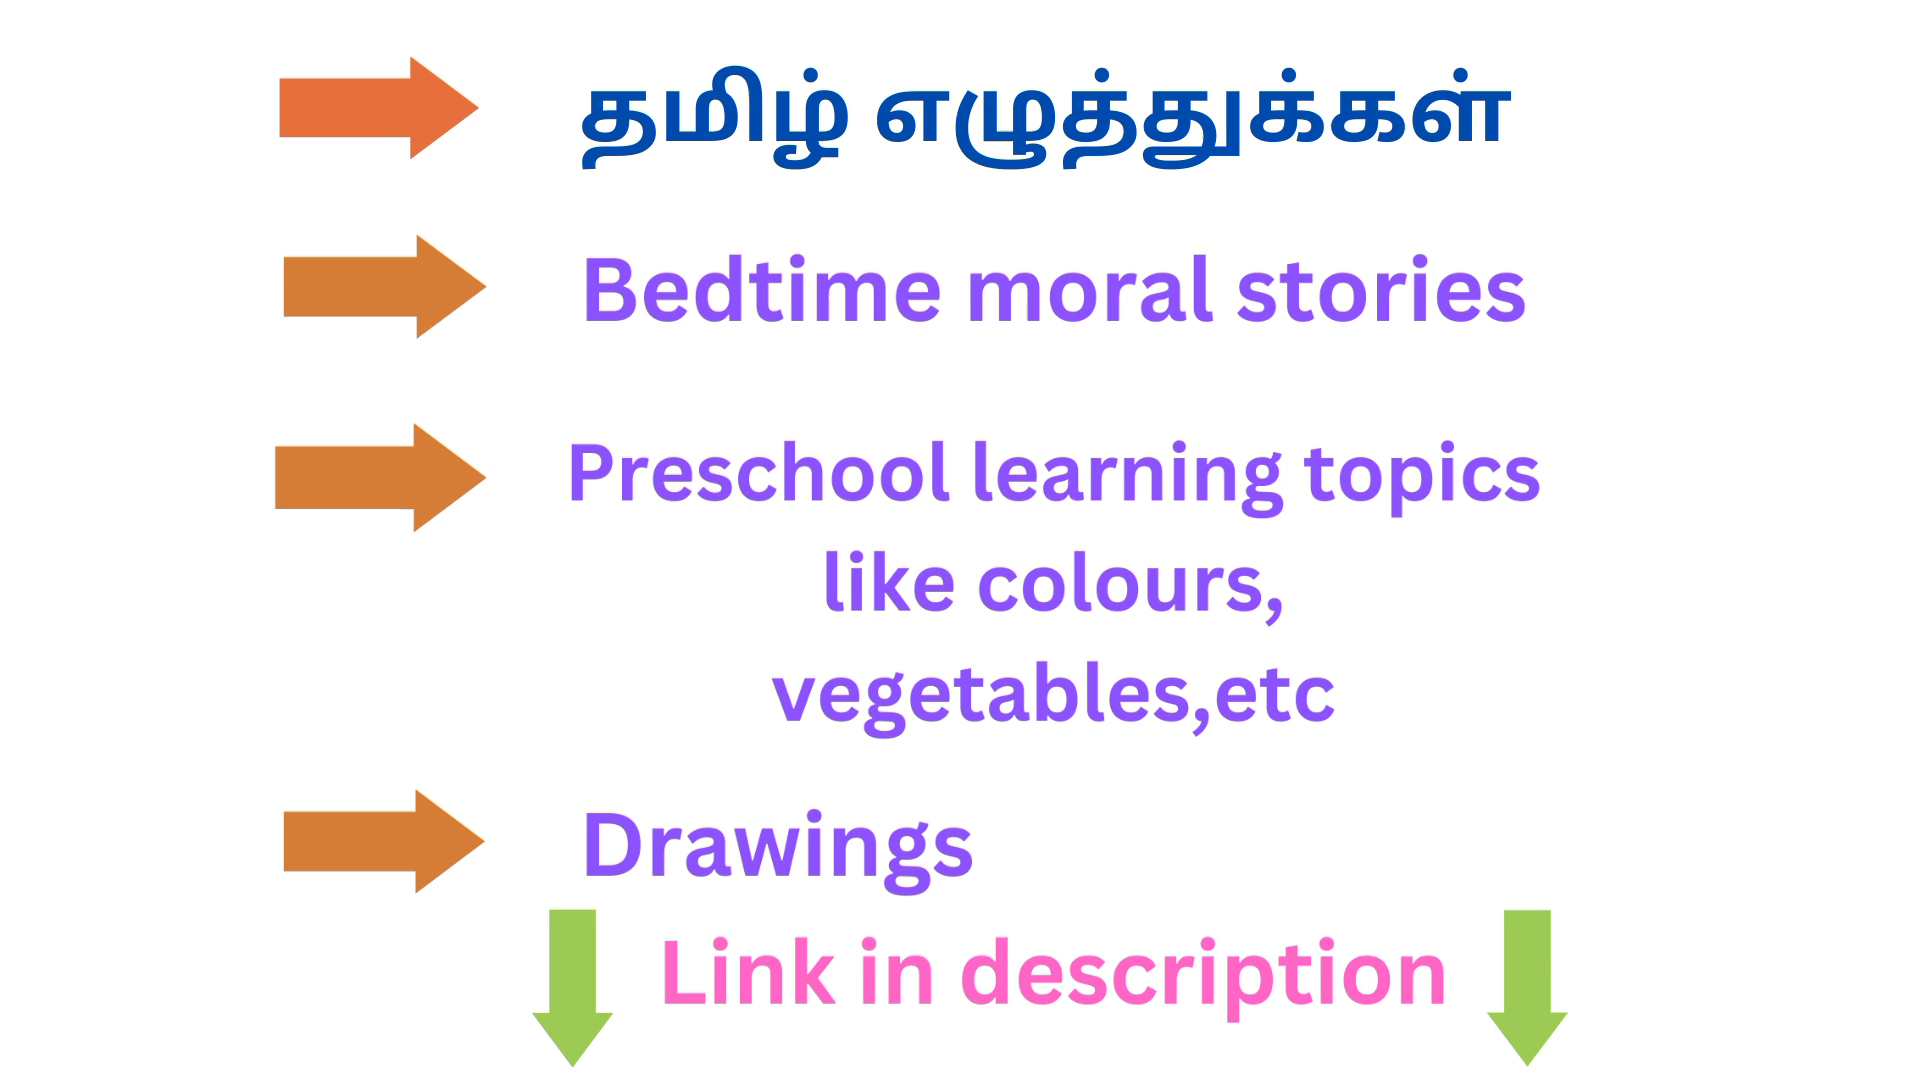 தமிழ் எழுத்துக்கள்
Bedtime moral stories
Preschool learning topics
like colours,
vegetables,etc
Drawings
Link in description